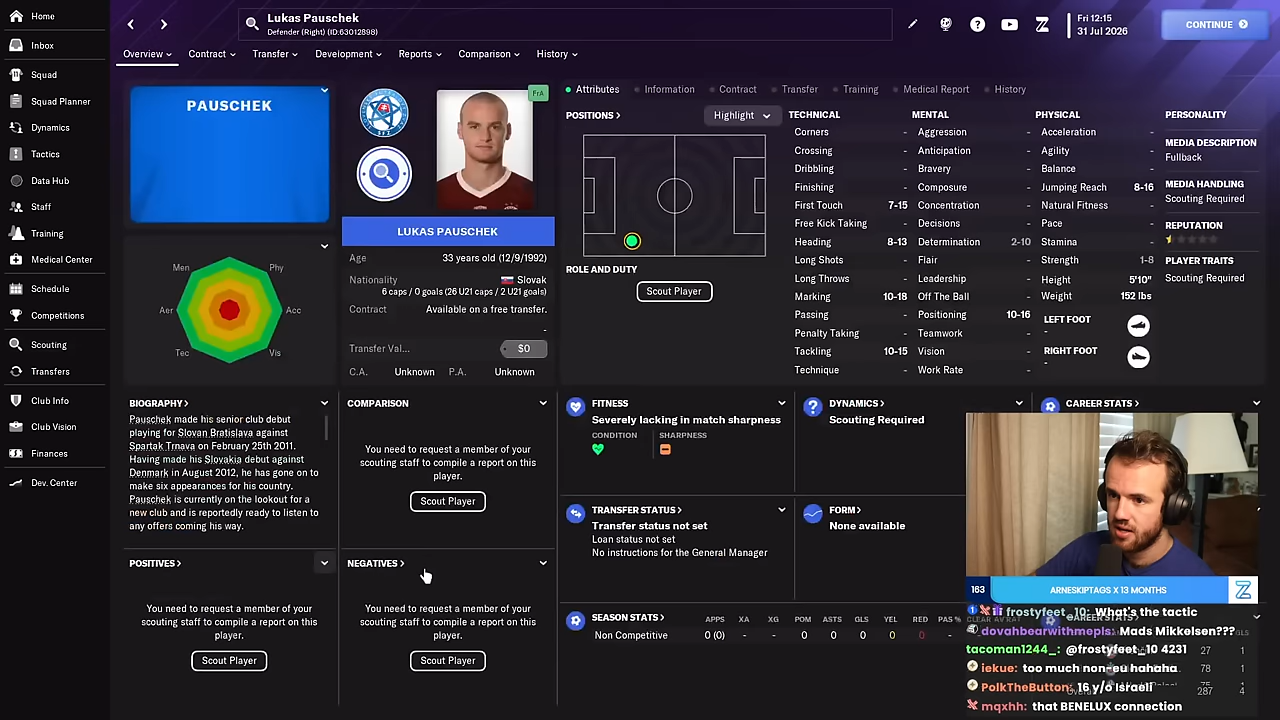 Home
Inbox
Squad
Squad Planner
Dynamics
Tactics
Data Hub
Staff
Training
Medical Center
Schedule
Competitions
Scouting
Transfers
Club Info
Club Vision
Finances
Dev. Center
Lukas Pauschek
Defender (Right) (ID:63012898)
Fri 12:15
31 Jul 2026
CONTINUE
Overview
Contract
Transfer
Development
Reports
Comparison
History
PAUSCHEK
Men
Phy
Aer
Acc
Tec
Vis
FrA
LUKAS PAUSCHEK
Age 33 years old (12/9/1992)
Nationality Slovak
6 caps / 0 goals (26 U21 caps / 2 U21 goals)
Contract Available on a free transfer.
-
Transfer Val... $0
C.A. Unknown P.A. Unknown
Attributes
Information
Contract
Transfer
Training
Medical Report
History
POSITIONS >
Highlight
ROLE AND DUTY
Scout Player
TECHNICAL
Corners -
Crossing -
Dribbling -
Finishing -
First Touch 7-15
Free Kick Taking -
Heading 8-13
Long Shots -
Long Throws -
Marking 10-18
Passing -
Penalty Taking -
Tackling 10-15
Technique -
MENTAL
Aggression -
Anticipation -
Bravery -
Composure -
Concentration -
Decisions -
Determination 2-10
Flair -
Leadership -
Off The Ball -
Positioning 10-16
Teamwork -
Vision -
Work Rate -
PHYSICAL
Acceleration -
Agility -
Balance -
Jumping Reach 8-16
Natural Fitness -
Pace -
Stamina -
Strength 1-8
Height 5'10"
Weight 152 lbs
LEFT FOOT
-
RIGHT FOOT
-
PERSONALITY
MEDIA DESCRIPTION
Fullback
MEDIA HANDLING
Scouting Required
REPUTATION
PLAYER TRAITS
Scouting Required
BIOGRAPHY >
Pauschek made his senior club debut
playing for Slovan Bratislava against
Spartak Trnava on February 25th 2011.
Having made his Slovakia debut against
Denmark in August 2012, he has gone on to
make six appearances for his country.
Pauschek is currently on the lookout for a
new club and is reportedly ready to listen to
any offers coming his way.
COMPARISON
You need to request a member of your
scouting staff to compile a report on this
player.
Scout Player
FITNESS
Severely lacking in match sharpness
CONDITION
SHARPNESS
DYNAMICS >
Scouting Required
CAREER STATS >
TRANSFER STATUS >
Transfer status not set
Loan status not set
No instructions for the General Manager
FORM >
None available
POSITIVES >
You need to request a member of your
scouting staff to compile a report on this
player.
Scout Player
NEGATIVES >
You need to request a member of your
scouting staff to compile a report on this
player.
Scout Player
SEASON STATS > APPS XA XG POM ASTS GLS YEL RED PAS %
Non Competitive 0 (0) - - 0 0 0 0 0 -
163 ARNESKIPTAGS X 13 MONTHS
frostyfeet_10: What's the tactic
dovahbearwithmepls: Mads Mikkelsen???
tacoman1244_: @frostyfeet_10 4231
iekue: too much non-eu hahaha
PolkTheButton: 16 y/o Israeli
mqxhh: that BENELUX connection
GLS
27 1
78 1
75 1
287 4